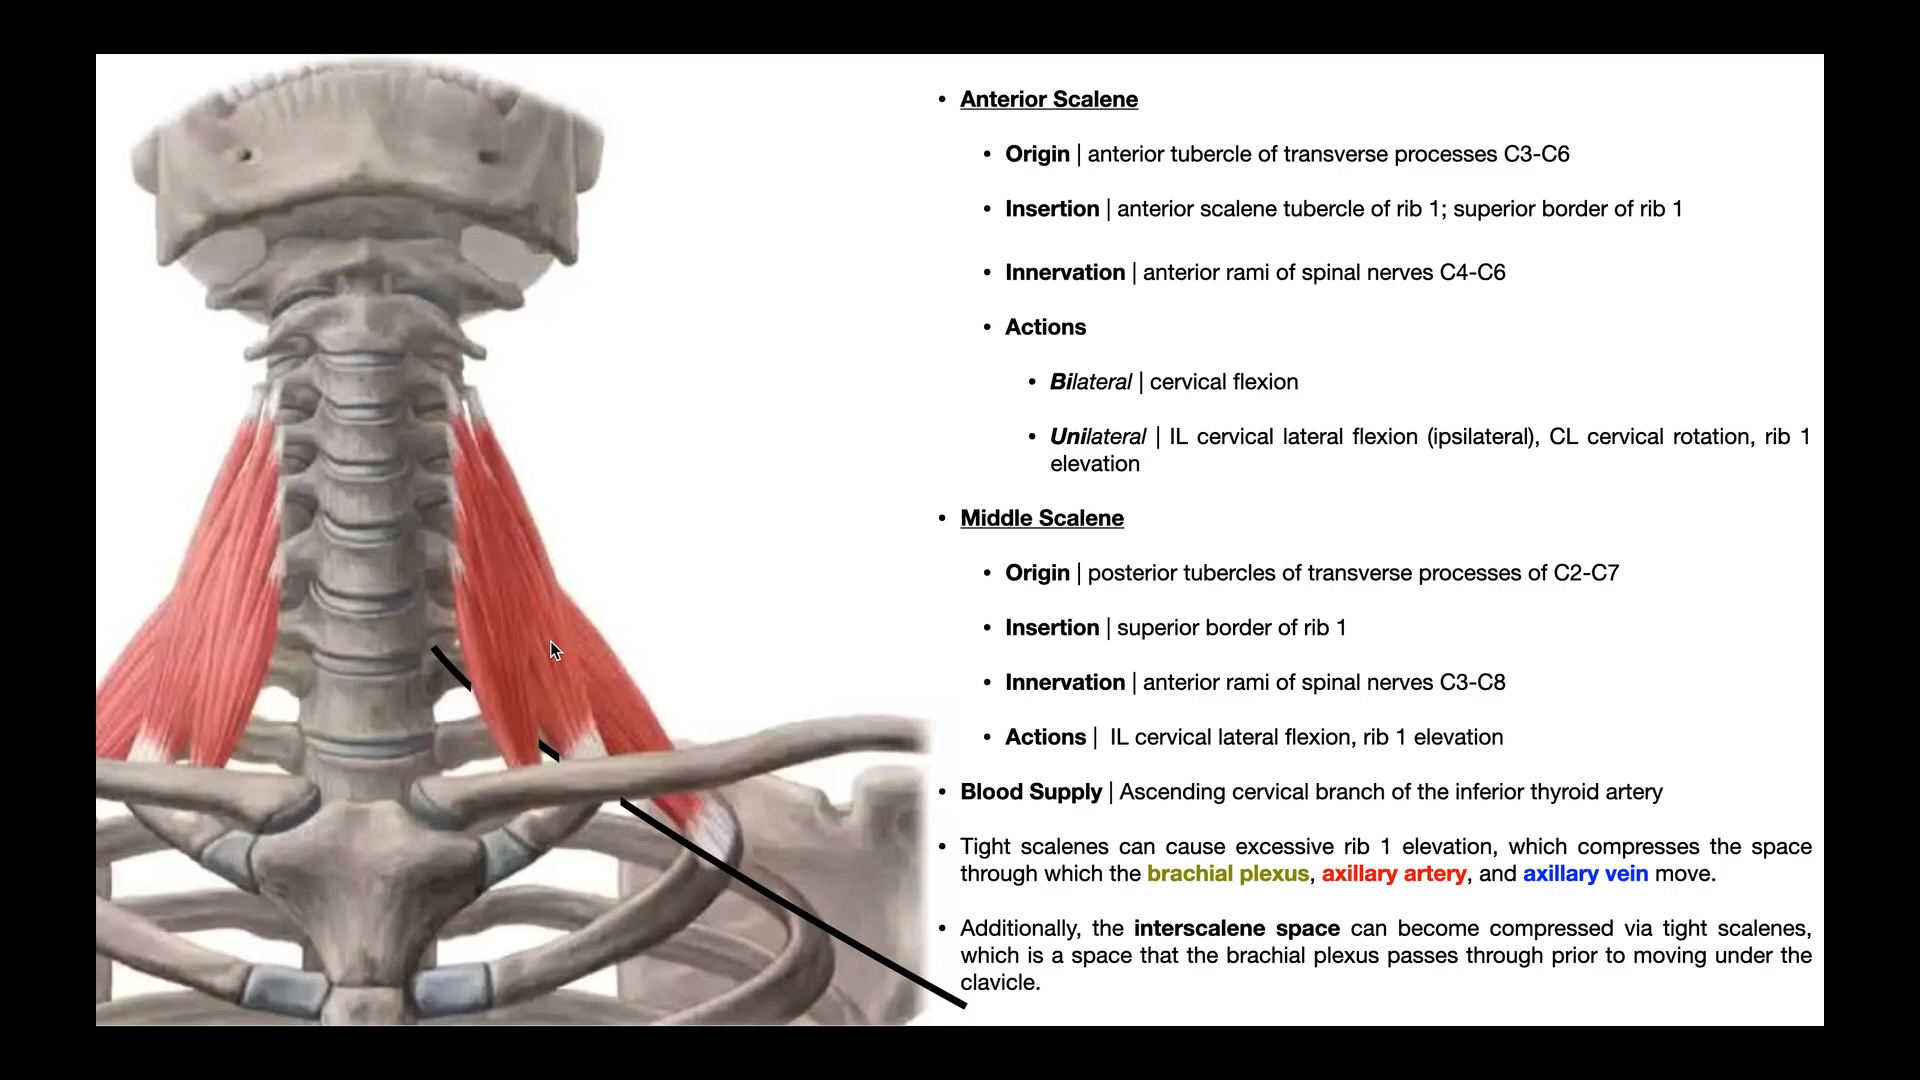 • Anterior Scalene
• Origin | anterior tubercle of transverse processes C3-C6
• Insertion | anterior scalene tubercle of rib 1; superior border of rib 1
• Innervation | anterior rami of spinal nerves C4-C6
• Actions
• Bilateral | cervical flexion
• Unilateral | IL cervical lateral flexion (ipsilateral), CL cervical rotation, rib 1
elevation
• Middle Scalene
• Origin | posterior tubercles of transverse processes of C2-C7
• Insertion | superior border of rib 1
• Innervation | anterior rami of spinal nerves C3-C8
• Actions | IL cervical lateral flexion, rib 1 elevation
• Blood Supply | Ascending cervical branch of the inferior thyroid artery
• Tight scalenes can cause excessive rib 1 elevation, which compresses the space
through which the brachial plexus, axillary artery, and axillary vein move.
• Additionally, the interscalene space can become compressed via tight scalenes,
which is a space that the brachial plexus passes through prior to moving under the
clavicle.